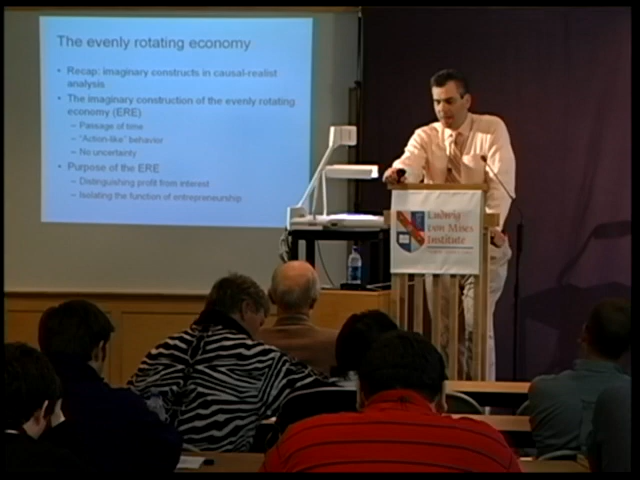 The evenly rotating economy
• Recap: imaginary constructs in causal-realist
analysis
• The imaginary construction of the evenly rotating
economy (ERE)
– Passage of time
– "Action-like" behavior
– No uncertainty
• Purpose of the ERE
– Distinguishing profit from interest
– Isolating the function of entrepreneurship
Ludwig
von Mises
Institute